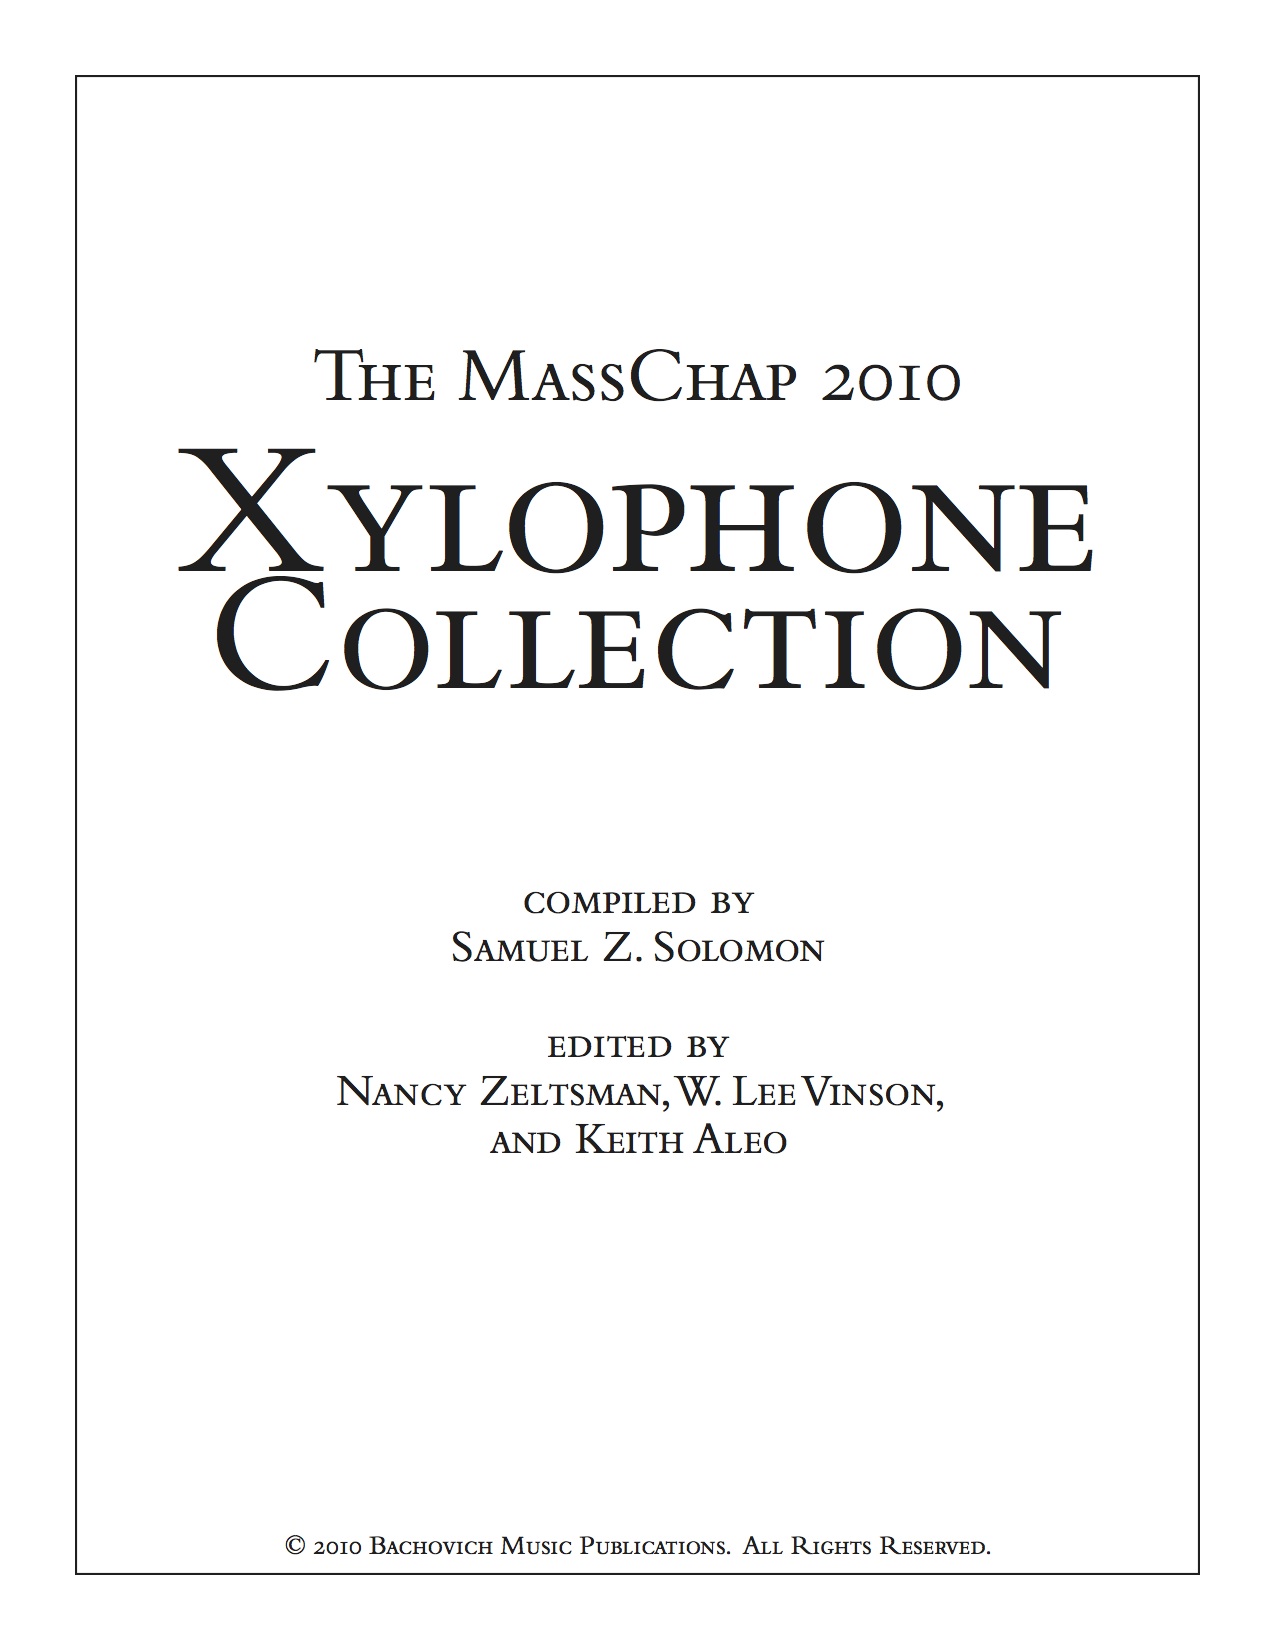 The MassChap 2010
Xylophone
Collection
compiled by
Samuel Z. Solomon
edited by
Nancy Zeltsman, W. Lee Vinson,
and Keith Aleo
© 2010 Bachovich Music Publications. All Rights Reserved.